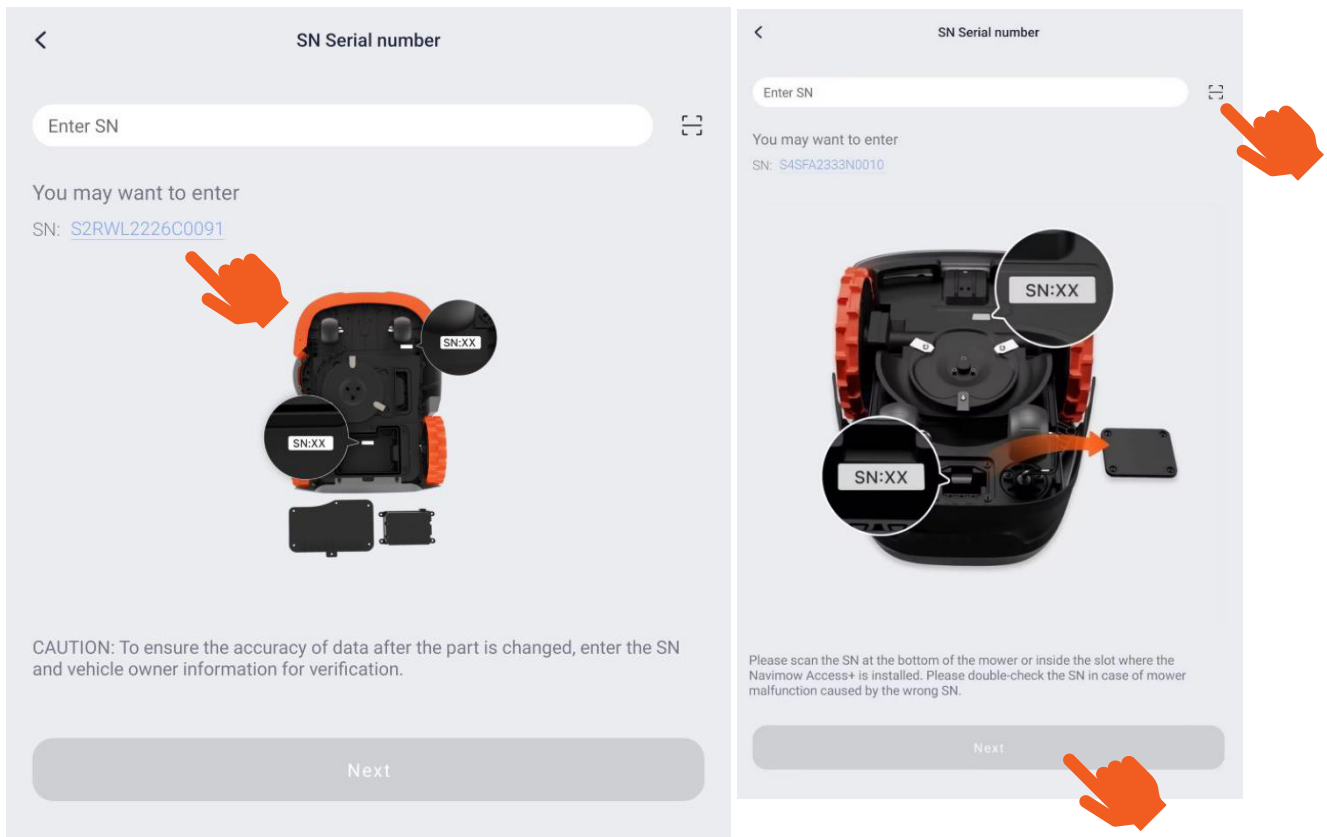 SN Serial number
Enter SN
You may want to enter
SN: S2RWL2226C0091
SN:XX
SN:XX
CAUTION: To ensure the accuracy of data after the part is changed, enter the SN
and vehicle owner information for verification.
Next
SN Serial number
Enter SN
You may want to enter
SN: S4SFA2333N0010
SN:XX
SN:XX
Please scan the SN at the bottom of the mower or inside the slot where the
Navimow Access+ is installed. Please double-check the SN in case of mower
malfunction caused by the wrong SN.
Next